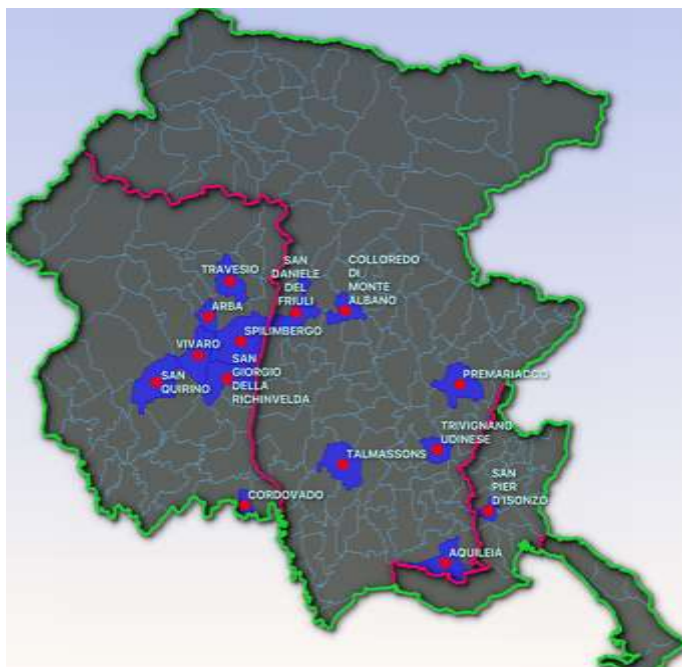 TRAVESIO
SAN
DANIELE
DEL
FRIULI
COLLOREDO
DI
MONTE
ALBANO
ARBA
SPILIMBERGO
VIVARO
SAN
QUIRINO
SAN
GIORGIO
DELLA
RICHINVELDA
PREMARIACCO
TRIVIGNANO
UDINESE
TALMASSONS
SAN
PIER
D'ISONZO
CORDOVADO
AQUILEIA